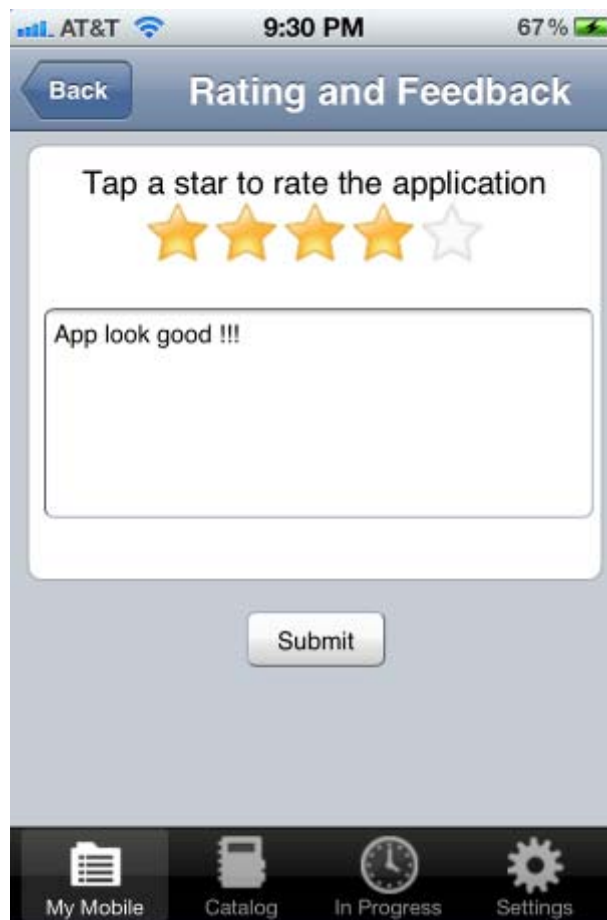 AT&T 9:30 PM 67%
Back Rating and Feedback
Tap a star to rate the application
App look good !!!
Submit
My Mobile Catalog In Progress Settings